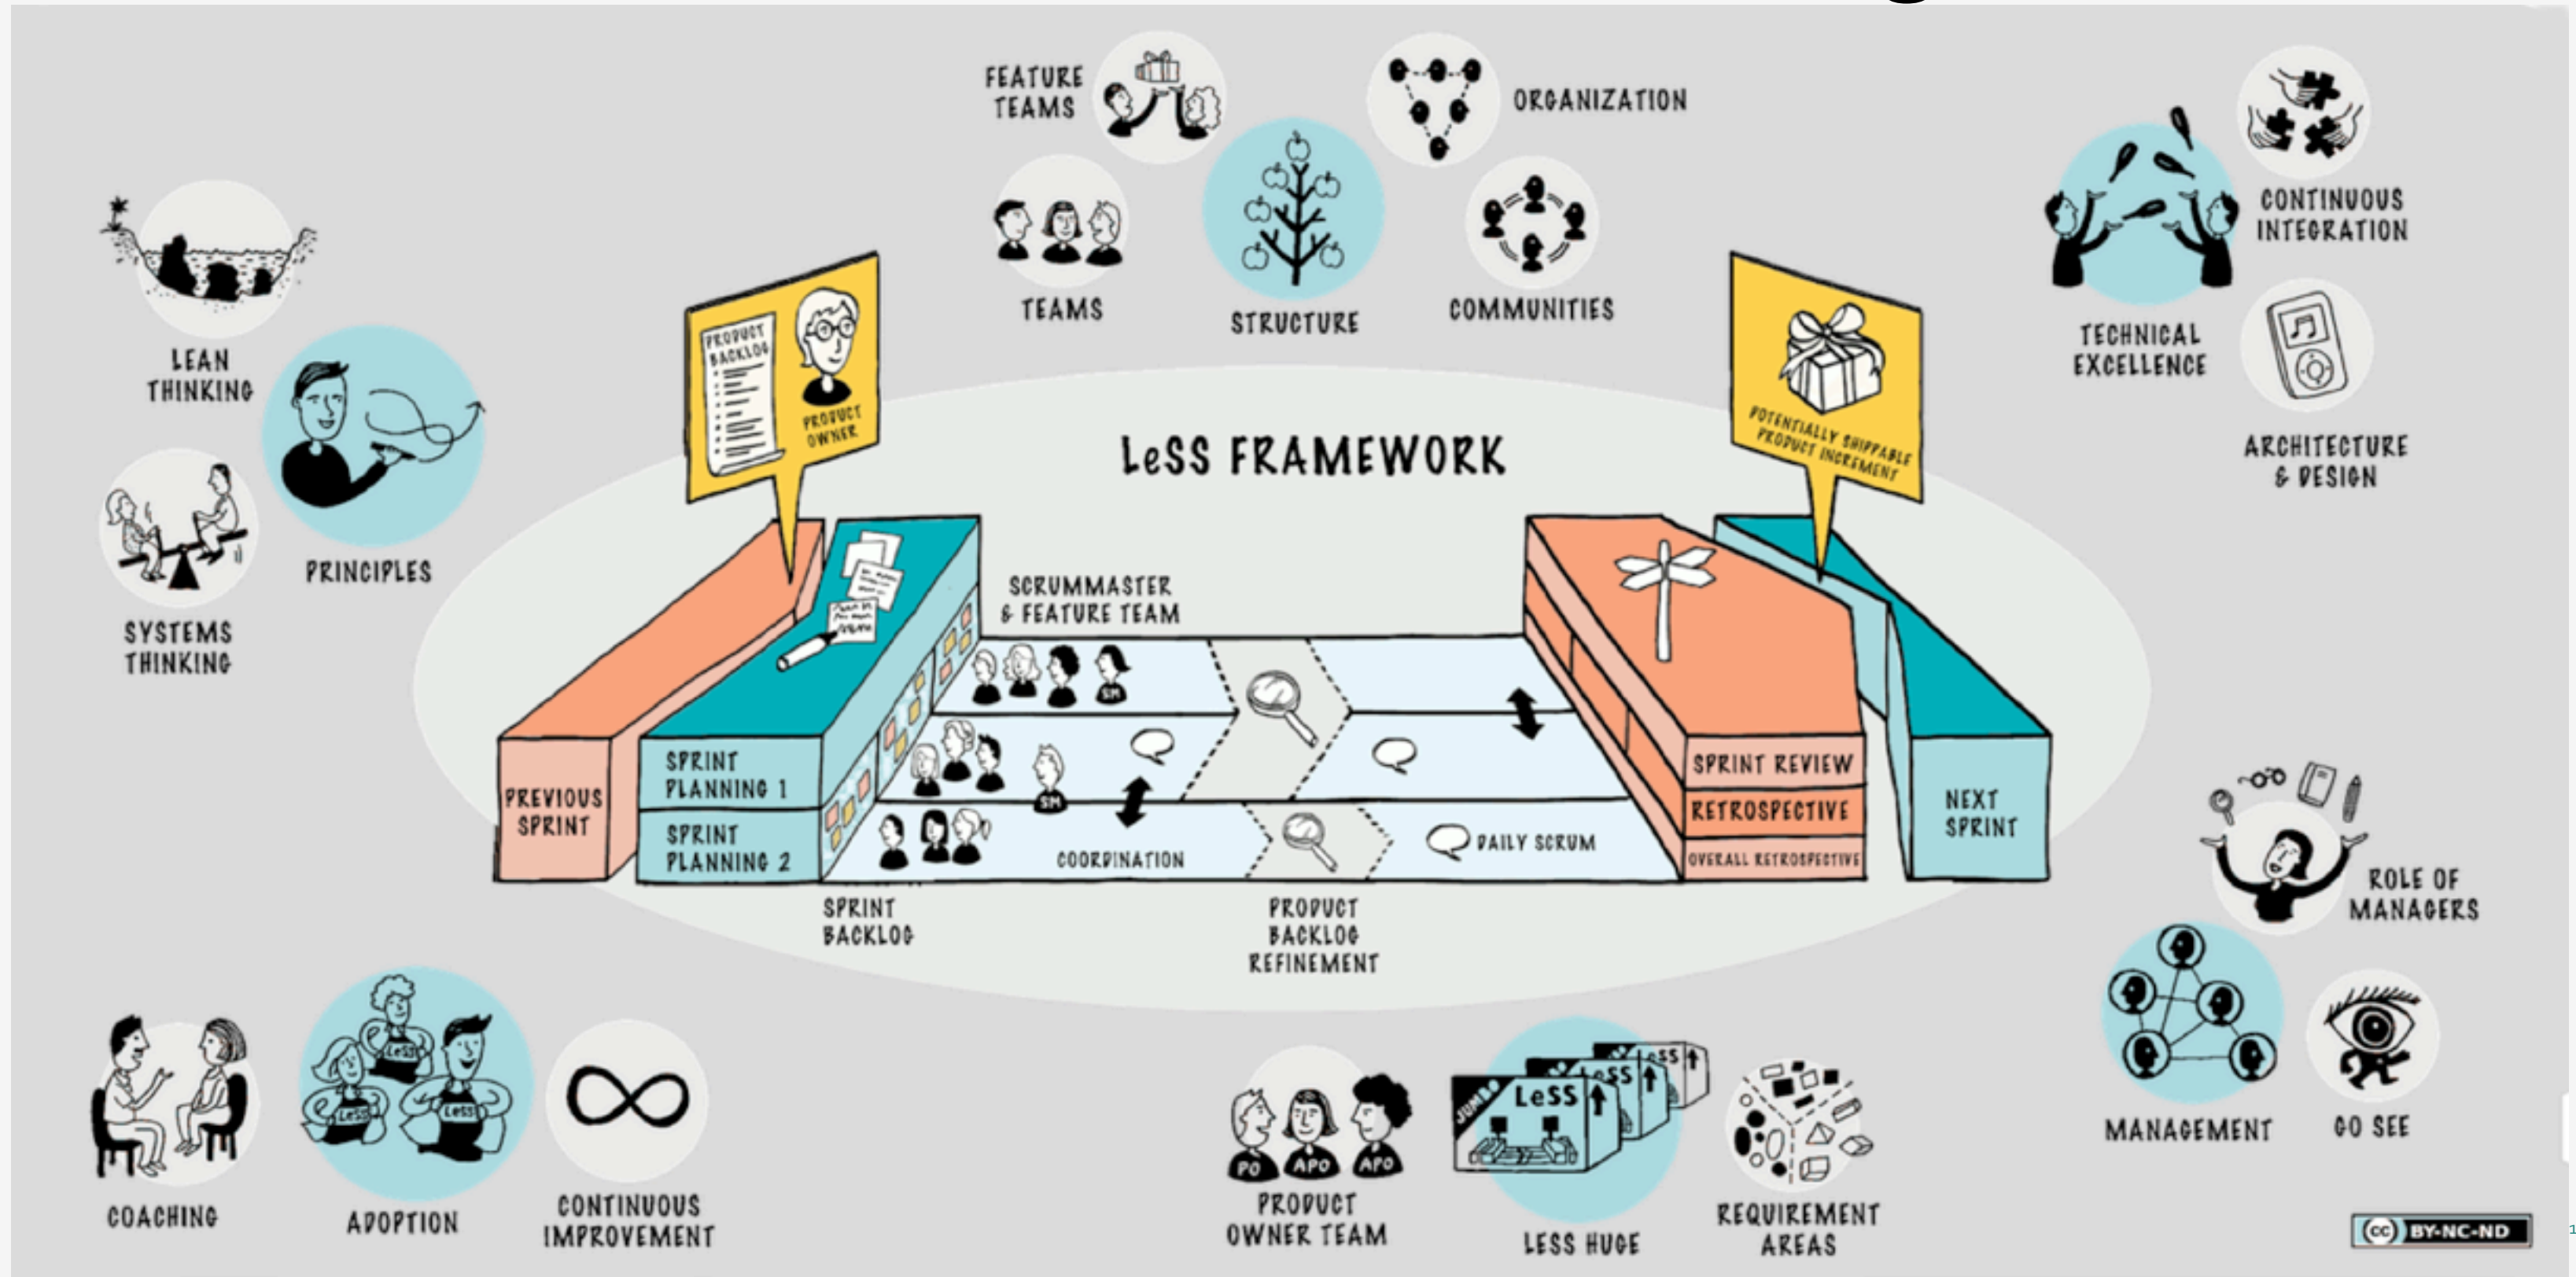 FEATURE
TEAMS
ORGANIZATION
TEAMS
STRUCTURE
COMMUNITIES
CONTINUOUS
INTEGRATION
TECHNICAL
EXCELLENCE
ARCHITECTURE
& DESIGN
LEAN
THINKING
PRINCIPLES
SYSTEMS
THINKING
PRODUCT
BACKLOG
PRODUCT
OWNER
LeSS FRAMEWORK
POTENTIALLY SHIPPABLE
PRODUCT INCREMENT
SCRUMMASTER
& FEATURE TEAM
SM
SM
PREVIOUS
SPRINT
SPRINT
PLANNING 1
SPRINT
PLANNING 2
COORDINATION
DAILY SCRUM
SPRINT REVIEW
RETROSPECTIVE
OVERALL RETROSPECTIVE
NEXT
SPRINT
SPRINT
BACKLOG
PRODUCT
BACKLOG
REFINEMENT
ROLE OF
MANAGERS
MANAGEMENT
GO SEE
COACHING
LeSS
LeSS
LeSS
ADOPTION
CONTINUOUS
IMPROVEMENT
PO APO APO
PRODUCT
OWNER TEAM
JUMBO
LeSS
LeSS
LESS HUGE
REQUIREMENT
AREAS
cc BY-NC-ND